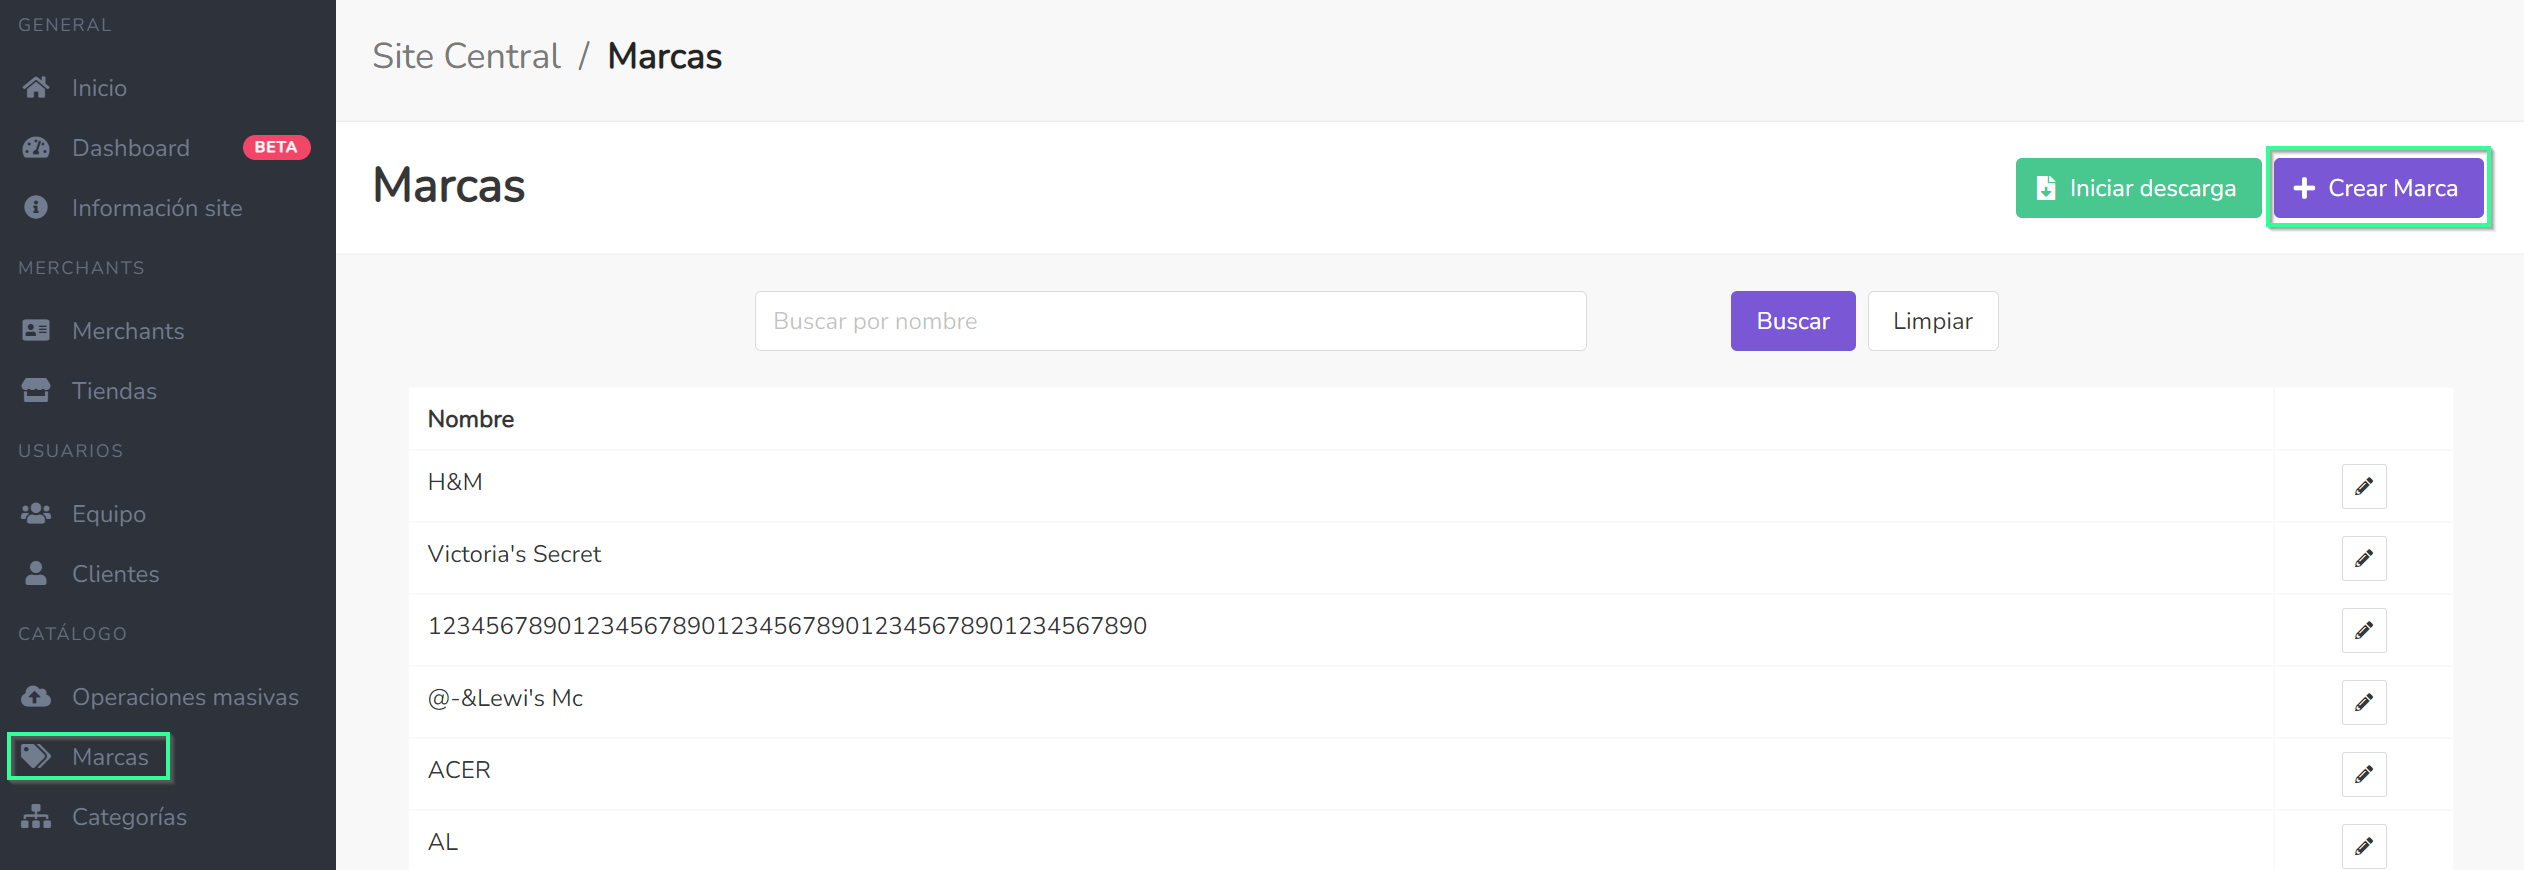 GENERAL
Inicio
Dashboard BETA
Información site
MERCHANTS
Merchants
Tiendas
USUARIOS
Equipo
Clientes
CATÁLOGO
Operaciones masivas
Marcas
Categorías
Site Central / Marcas
Marcas
Iniciar descarga
Crear Marca
Buscar por nombre
Buscar
Limpiar
Nombre
H&M
Victoria's Secret
12345678901234567890123456789012345678901234567890
@-&Lewi's Mc
ACER
AL